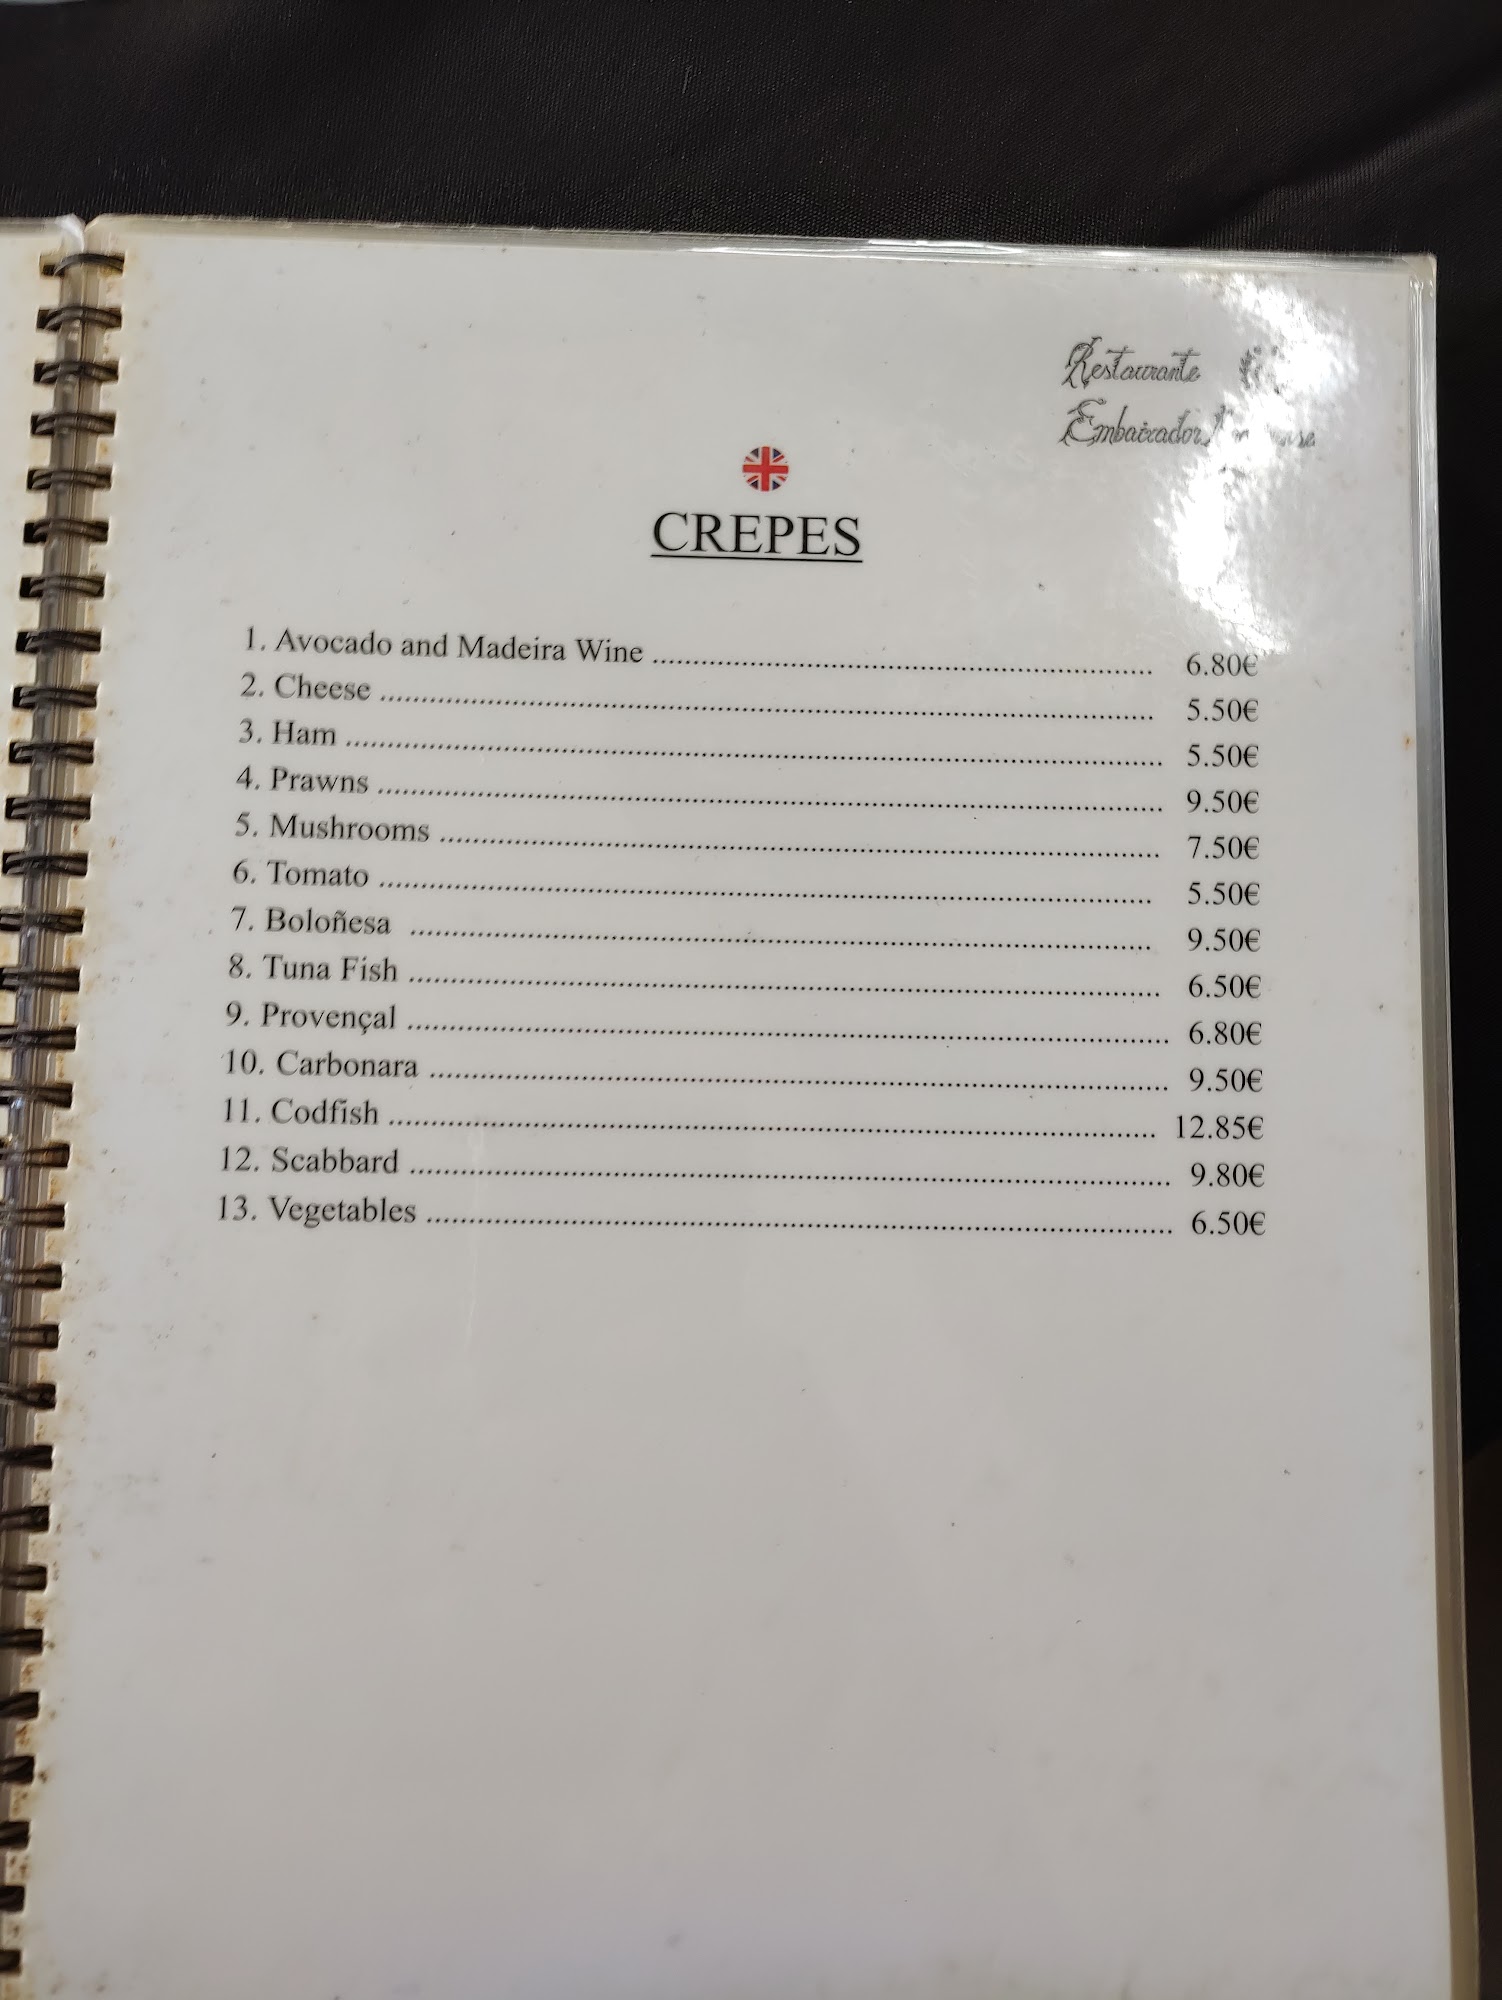 Restaurante
Embaixador
CREPES
1. Avocado and Madeira Wine ........................................................... 6.80€
2. Cheese ........................................................................................... 5.50€
3. Ham ................................................................................................ 5.50€
4. Prawns ............................................................................................ 9.50€
5. Mushrooms ..................................................................................... 7.50€
6. Tomato ........................................................................................... 5.50€
7. Boloñesa ....................................................................................... 9.50€
8. Tuna Fish ........................................................................................ 6.50€
9. Provençal ......................................................................................... 6.80€
10. Carbonara ....................................................................................... 9.50€
11. Codfish .......................................................................................... 12.85€
12. Scabbard ......................................................................................... 9.80€
13. Vegetables ....................................................................................... 6.50€